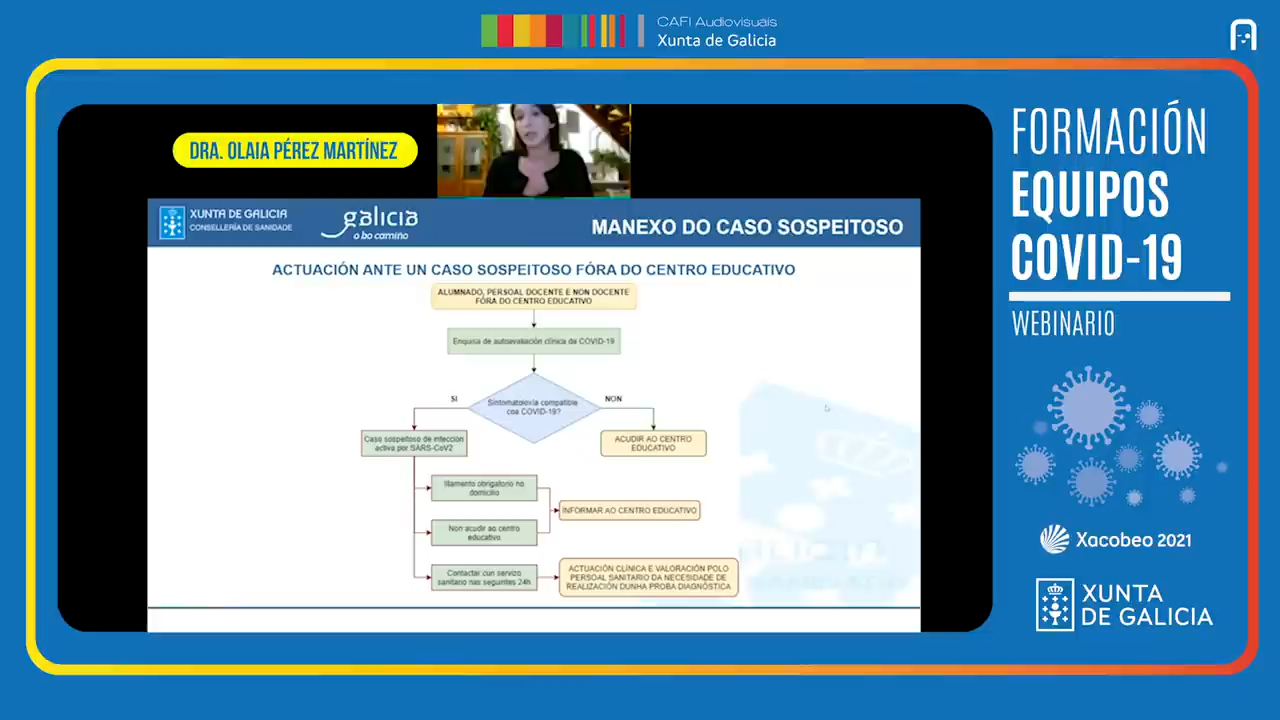 CAFI Audiovisuais
Xunta de Galicia
DRA. OLAIA PÉREZ MARTÍNEZ
FORMACIÓN
EQUIPOS
COVID-19
WEBINARIO
XUNTA DE GALICIA
CONSELLERÍA DE SANIDADE
galicia
o bo camiño
MANEXO DO CASO SOSPEITOSO
ACTUACIÓN ANTE UN CASO SOSPEITOSO FÓRA DO CENTRO EDUCATIVO
ALUMNADO, PERSOAL DOCENTE E NON DOCENTE
FÓRA DO CENTRO EDUCATIVO
Enquisa de autoavaliación clínica da COVID-19
Sintomatoloxía compatible
coa COVID-19?
SI
NON
Caso sospeitoso de infección
activa por SARS-CoV2
ACUDIR AO CENTRO
EDUCATIVO
Illamento obrigatorio no
domicilio
Non acudir ao centro
educativo
INFORMAR AO CENTRO EDUCATIVO
Contactar cun servizo
sanitario nas seguintes 24h
ACTUACIÓN CLÍNICA E VALORACIÓN POLO
PERSOAL SANITARIO DA NECESIDADE DE
REALIZACIÓN DUNHA PROBA DIAGNÓSTICA
Xacobeo 2021
XUNTA
DE GALICIA